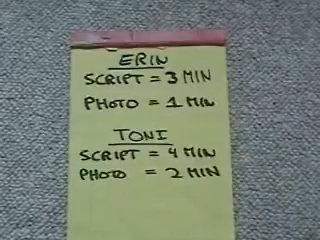 ERIN
SCRIPT = 3 MIN
PHOTO = 1 MIN
TONI
SCRIPT = 4 MIN
PHOTO = 2 MIN